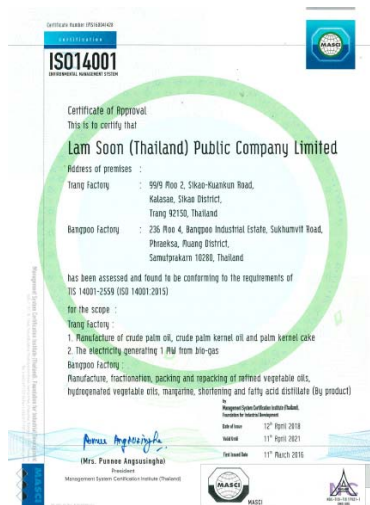 certification
ISO14001
ENVIRONMENTAL MANAGEMENT SYSTEM
MASCI
Certificate of Approval
This is to certify that
Lam Soon (Thailand) Public Company Limited
Address of premises :
Trang Factory : 99/9 Moo 2, Sikao-Kuankun Road,
Kalasae, Sikao District,
Trang 92150, Thailand
Bangpoo Factory : 236 Moo 4, Bangpoo Industrial Estate, Sukhumvit Road,
Phraeksa, Muang District,
Samutprakarn 10280, Thailand
has been assessed and found to be conforming to the requirements of
TIS 14001-2559 (ISO 14001:2015)
for the scope :
Trang Factory :
1. Manufacture of crude palm oil, crude palm kernel oil and palm kernel cake
2. The electricity generating 1 MW from bio-gas
Bangpoo Factory :
Manufacture, fractionation, packing and repacking of refined vegetable oils,
hydrogenated vegetable oils, margarine, shortening and fatty acid distillate (By product)
by
Management System Certification Institute (Thailand),
Foundation for Industrial Development
Date of Issue 12th April 2018
Valid Until 11th April 2021
First Issued Date 11th March 2016
(Mrs. Punnee Angsusingha)
President
Management System Certification Institute (Thailand)
MASCI
MASCI
MASCI